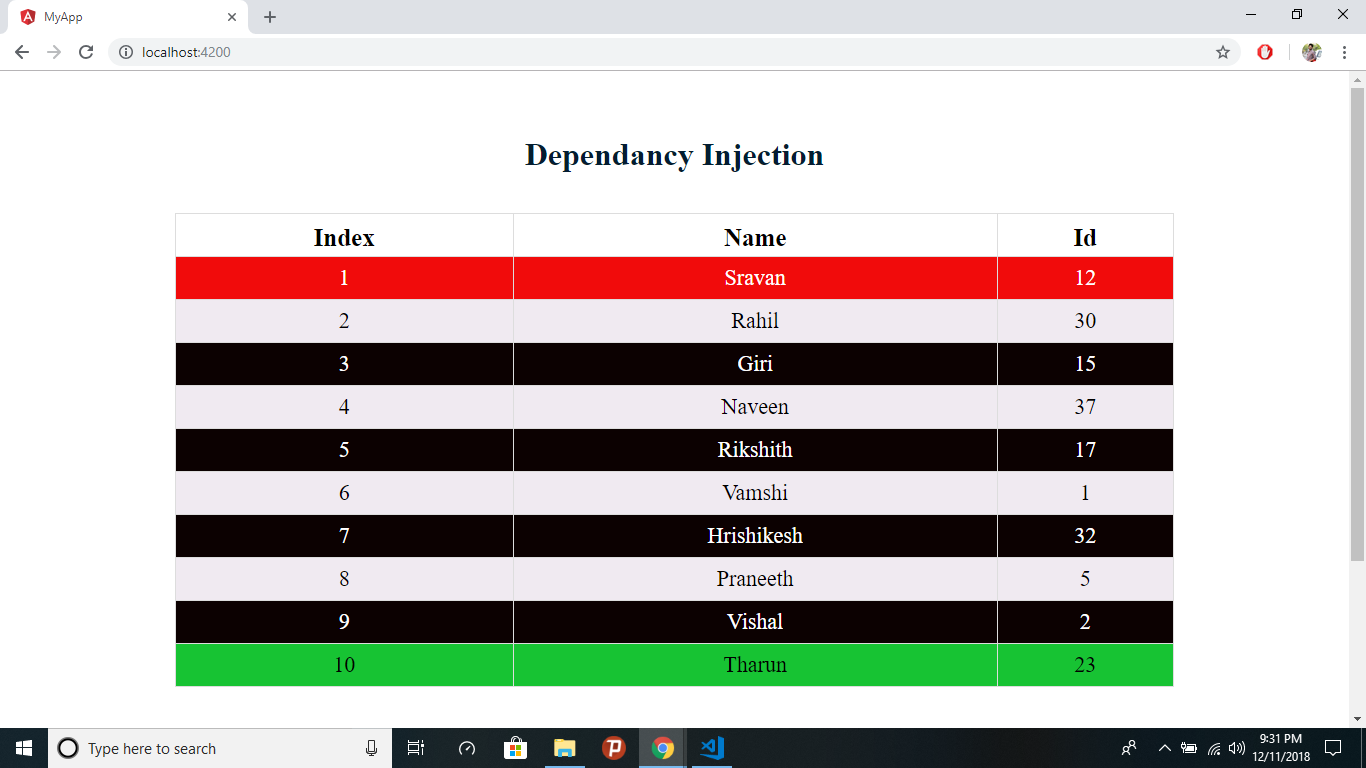 MyApp
localhost:4200
Dependancy Injection
Index Name Id
1 Sravan 12
2 Rahil 30
3 Giri 15
4 Naveen 37
5 Rikshith 17
6 Vamshi 1
7 Hrishikesh 32
8 Praneeth 5
9 Vishal 2
10 Tharun 23
Type here to search
9:31 PM
12/11/2018